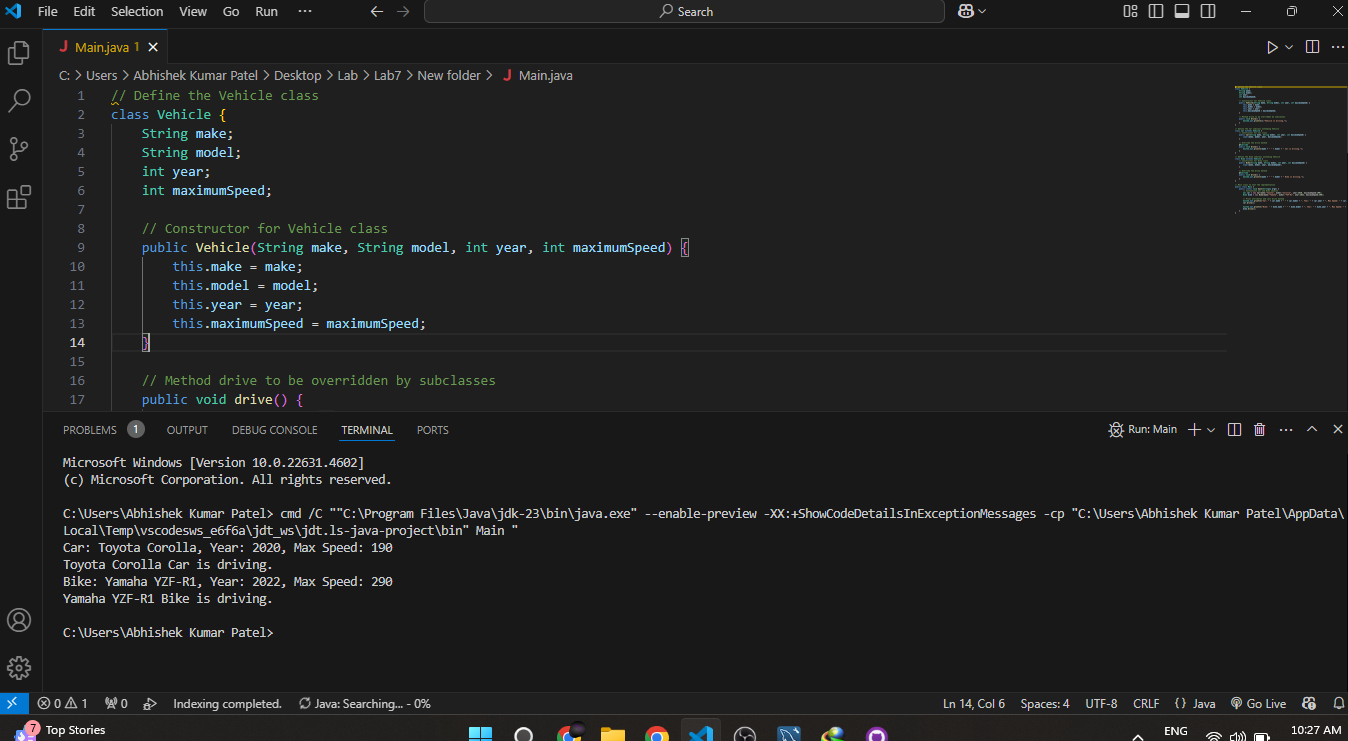 File Edit Selection View Go Run ··· Search
J Main.java 1
C: > Users > Abhishek Kumar Patel > Desktop > Lab > Lab7 > New folder > J Main.java
1 // Define the Vehicle class
2 class Vehicle {
3 String make;
4 String model;
5 int year;
6 int maximumSpeed;
7
8 // Constructor for Vehicle class
9 public Vehicle(String make, String model, int year, int maximumSpeed) {
10 this.make = make;
11 this.model = model;
12 this.year = year;
13 this.maximumSpeed = maximumSpeed;
14 }
15
16 // Method drive to be overridden by subclasses
17 public void drive() {
PROBLEMS 1 OUTPUT DEBUG CONSOLE TERMINAL PORTS Run: Main
Microsoft Windows [Version 10.0.22631.4602]
(c) Microsoft Corporation. All rights reserved.
C:\Users\Abhishek Kumar Patel> cmd /C ""C:\Program Files\Java\jdk-23\bin\java.exe" --enable-preview -XX:+ShowCodeDetailsInExceptionMessages -cp "C:\Users\Abhishek Kumar Patel\AppData\
Local\Temp\vscodesws_e6f6a\jdt_ws\jdt.ls-java-project\bin" Main "
Car: Toyota Corolla, Year: 2020, Max Speed: 190
Toyota Corolla Car is driving.
Bike: Yamaha YZF-R1, Year: 2022, Max Speed: 290
Yamaha YZF-R1 Bike is driving.
C:\Users\Abhishek Kumar Patel>
0 1 0 Indexing completed. Java: Searching... - 0% Ln 14, Col 6 Spaces: 4 UTF-8 CRLF {} Java Go Live
7 Top Stories ENG 10:27 AM